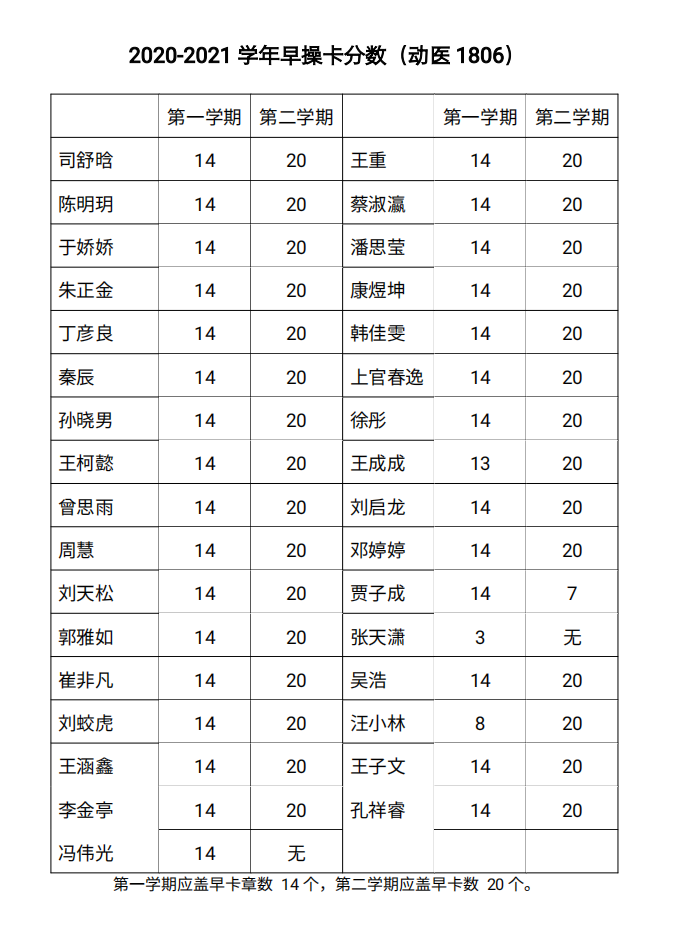 2020-2021 学年早操卡分数（动医 1806）
第一学期 第二学期 第一学期 第二学期
司舒晗 14 20 王重 14 20
陈明玥 14 20 蔡淑瀛 14 20
于娇娇 14 20 潘思莹 14 20
朱正金 14 20 康煜坤 14 20
丁彦良 14 20 韩佳雯 14 20
秦辰 14 20 上官春逸 14 20
孙晓男 14 20 徐彤 14 20
王柯懿 14 20 王成成 13 20
曾思雨 14 20 刘启龙 14 20
周慧 14 20 邓婷婷 14 20
刘天松 14 20 贾子成 14 7
郭雅如 14 20 张天潇 3 无
崔非凡 14 20 吴浩 14 20
刘蛟虎 14 20 汪小林 8 20
王涵鑫 14 20 王子文 14 20
李金亭 14 20 孔祥睿 14 20
冯伟光 14 无
第一学期应盖早卡章数 14 个，第二学期应盖早卡数 20 个。